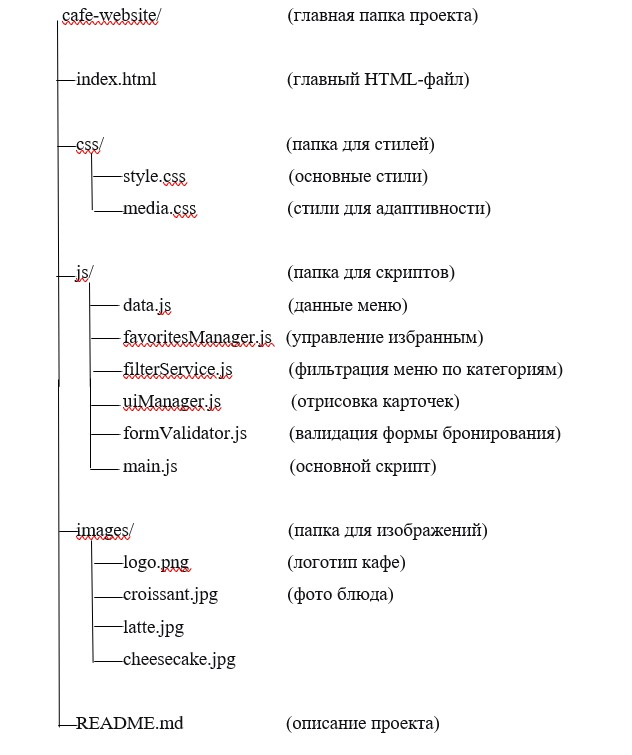 cafe-website/ (главная папка проекта)
index.html (главный HTML-файл)
css/ (папка для стилей)
style.css (основные стили)
media.css (стили для адаптивности)
js/ (папка для скриптов)
data.js (данные меню)
favoritesManager.js (управление избранным)
filterService.js (фильтрация меню по категориям)
uiManager.js (отрисовка карточек)
formValidator.js (валидация формы бронирования)
main.js (основной скрипт)
images/ (папка для изображений)
logo.png (логотип кафе)
croissant.jpg (фото блюда)
latte.jpg
cheesecake.jpg
README.md (описание проекта)